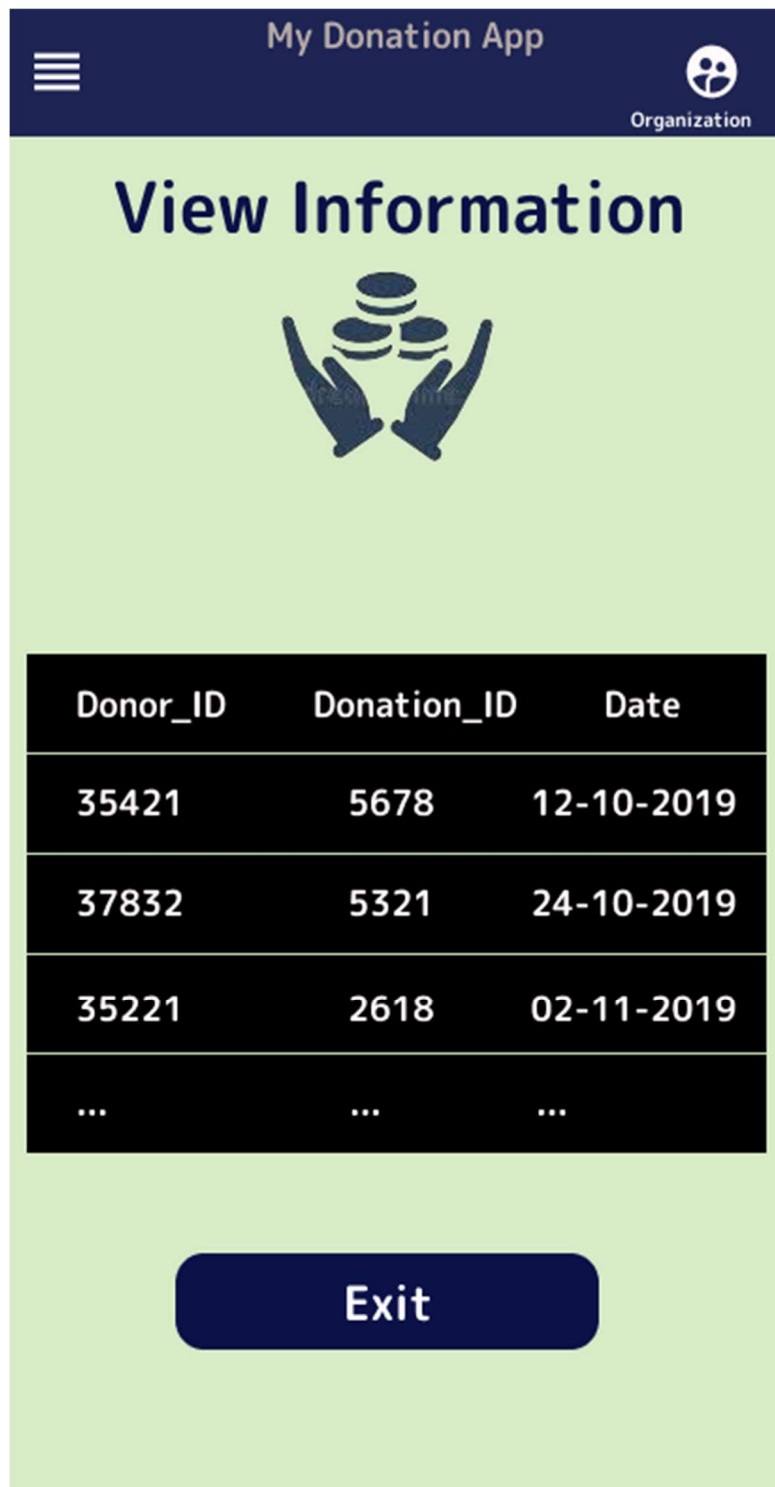 My Donation App
Organization
View Information
Donor_ID Donation_ID Date
35421 5678 12-10-2019
37832 5321 24-10-2019
35221 2618 02-11-2019
... ... ...
Exit